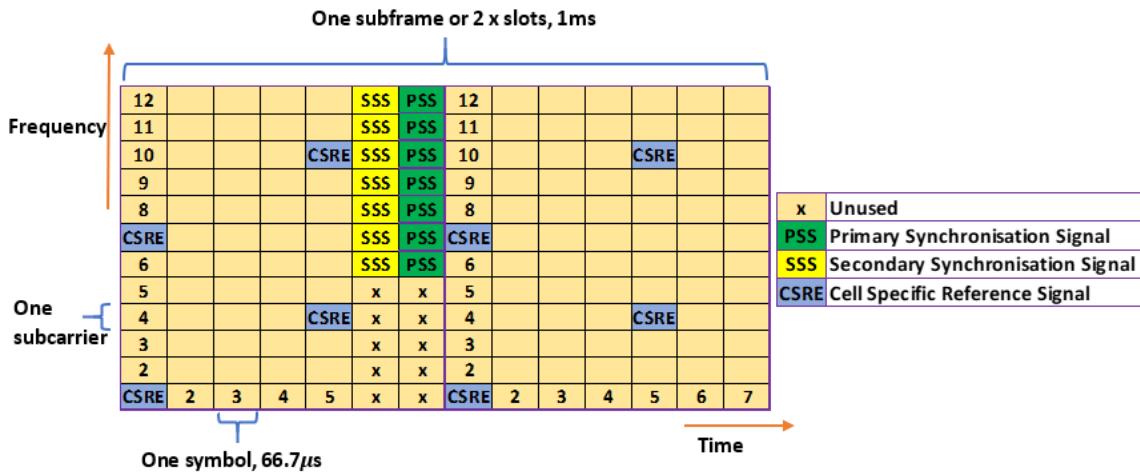 One subframe or 2 x slots, 1ms
Frequency
12 SSS PSS 12
11 SSS PSS 11
10 CSRE SSS PSS 10 CSRE
9 SSS PSS 9
8 SSS PSS 8
CSRE SSS PSS CSRE
6 SSS PSS 6
5 x x 5
4 CSRE x x 4 CSRE
3 x x 3
2 x x 2
CSRE 2 3 4 5 x x CSRE 2 3 4 5 6 7
x Unused
PSS Primary Synchronisation Signal
SSS Secondary Synchronisation Signal
CSRE Cell Specific Reference Signal
One
subcarrier
Time
One symbol, 66.7μs